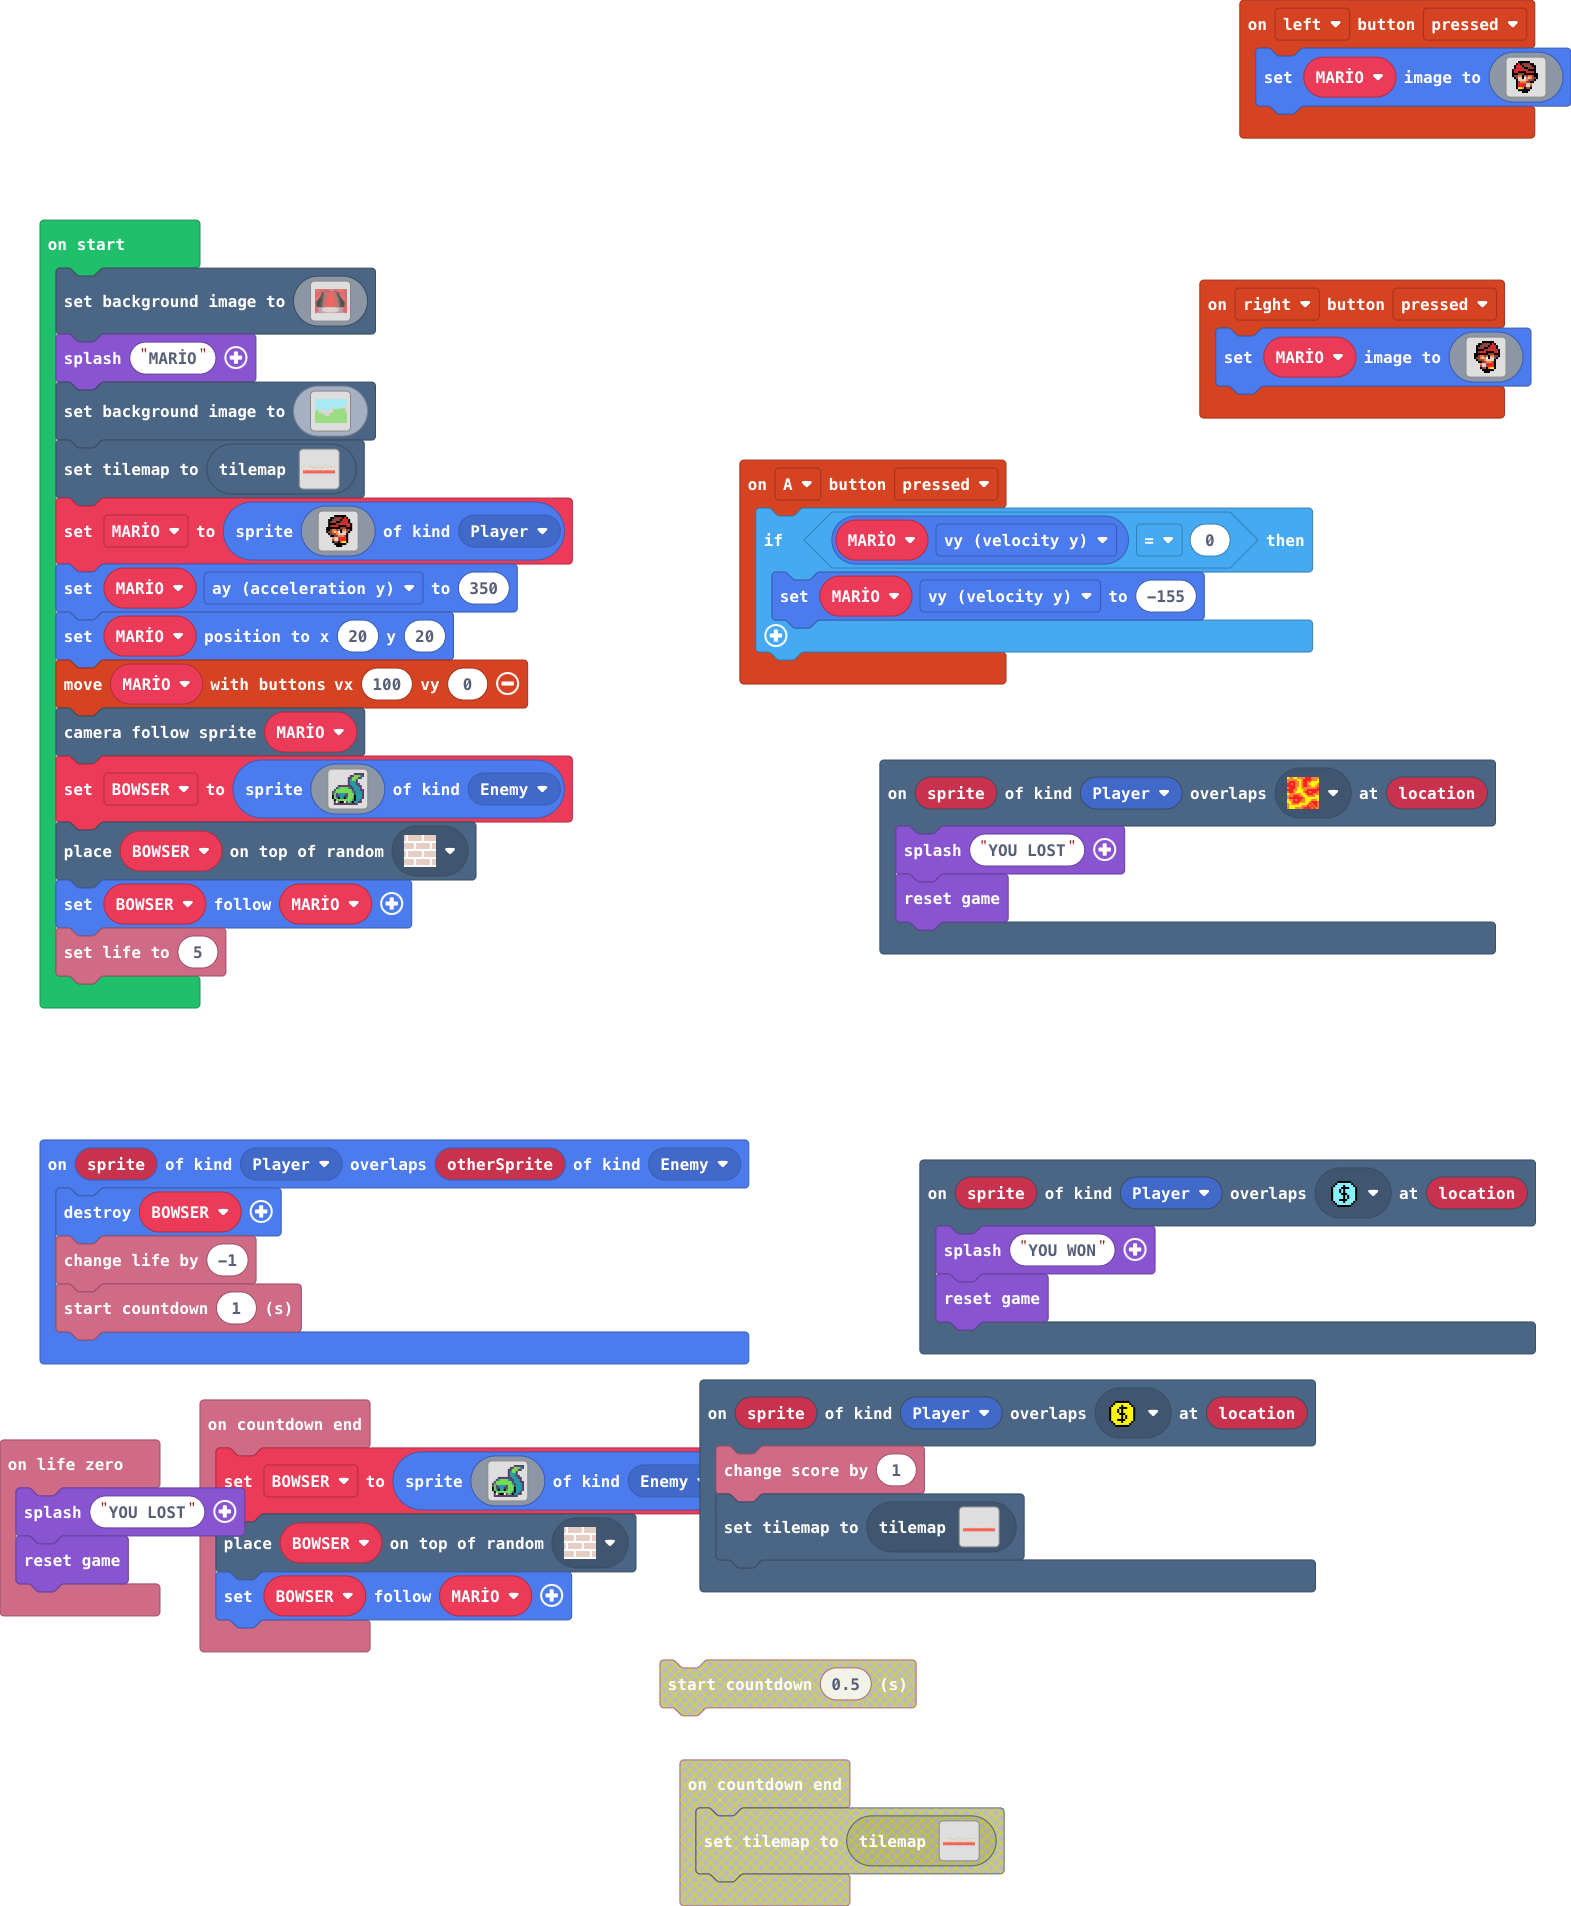 on left button pressed
set MARİO image to
on start
set background image to
splash "MARİO"
set background image to
set tilemap to tilemap
set MARİO to sprite of kind Player
set MARİO ay (acceleration y) to 350
set MARİO position to x 20 y 20
move MARİO with buttons vx 100 vy 0
camera follow sprite MARİO
set BOWSER to sprite of kind Enemy
place BOWSER on top of random
set BOWSER follow MARİO
set life to 5
on right button pressed
set MARİO image to
on A button pressed
if MARİO vy (velocity y) = 0 then
set MARİO vy (velocity y) to -155
on sprite of kind Player overlaps at location
splash "YOU LOST"
reset game
on sprite of kind Player overlaps otherSprite of kind Enemy
destroy BOWSER
change life by -1
start countdown 1 (s)
on sprite of kind Player overlaps at location
splash "YOU WON"
reset game
on life zero
splash "YOU LOST"
reset game
on countdown end
set BOWSER to sprite of kind Enemy
place BOWSER on top of random
set BOWSER follow MARİO
on sprite of kind Player overlaps $ at location
change score by 1
set tilemap to tilemap
start countdown 0.5 (s)
on countdown end
set tilemap to tilemap